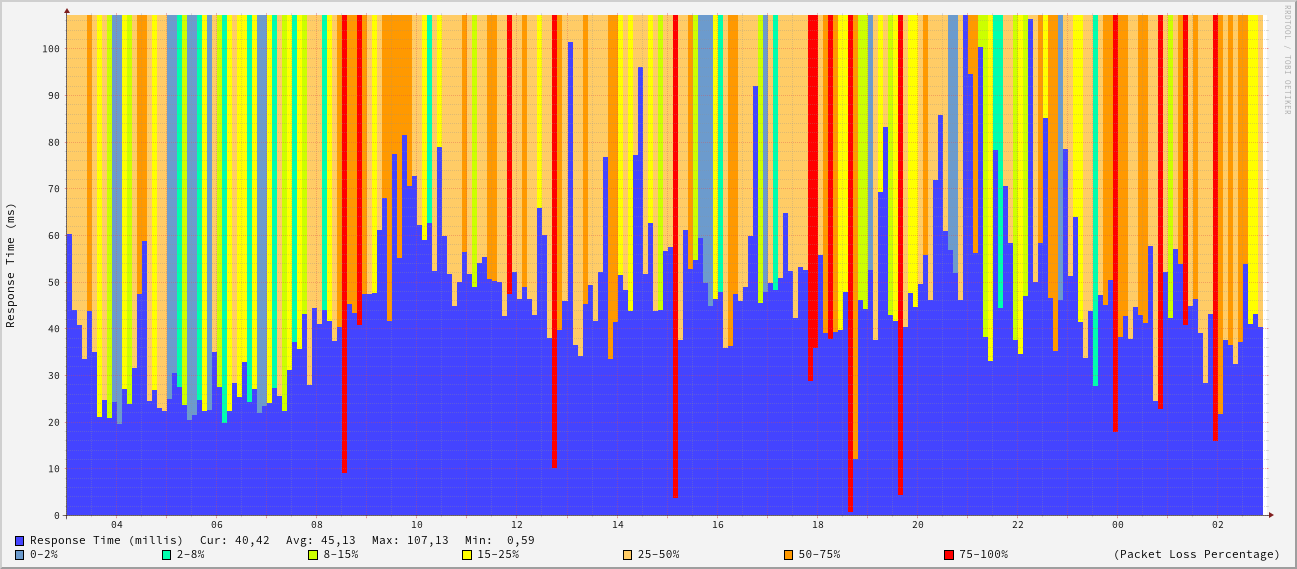 RRDTOOL / TOBI OETIKER
Response Time (ms)
100
90
80
70
60
50
40
30
20
10
0
04 06 08 10 12 14 16 18 20 22 00 02
Response Time (millis) Cur: 40,42 Avg: 45,13 Max: 107,13 Min: 0,59
0-2% 2-8% 8-15% 15-25% 25-50% 50-75% 75-100% (Packet Loss Percentage)